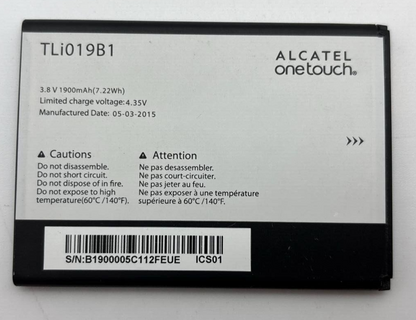 TLi019B1
ALCATEL
onetouch®
3.8 V 1900mAh(7.22Wh)
Limited charge voltage:4.35V
Manufactured Date: 05-03-2015
Cautions
Do not disassemble.
Do not short circuit.
Do not dispose of in fire.
Do not expose to high
temperature(60°C /140°F).
Attention
Ne pas desassembler.
Ne pas court-circuiter.
Ne pas jeter au feu.
Ne pas exposer à une température
supérieure à 60°C /140°F.
S/N:B1900005C112FEUE ICS01